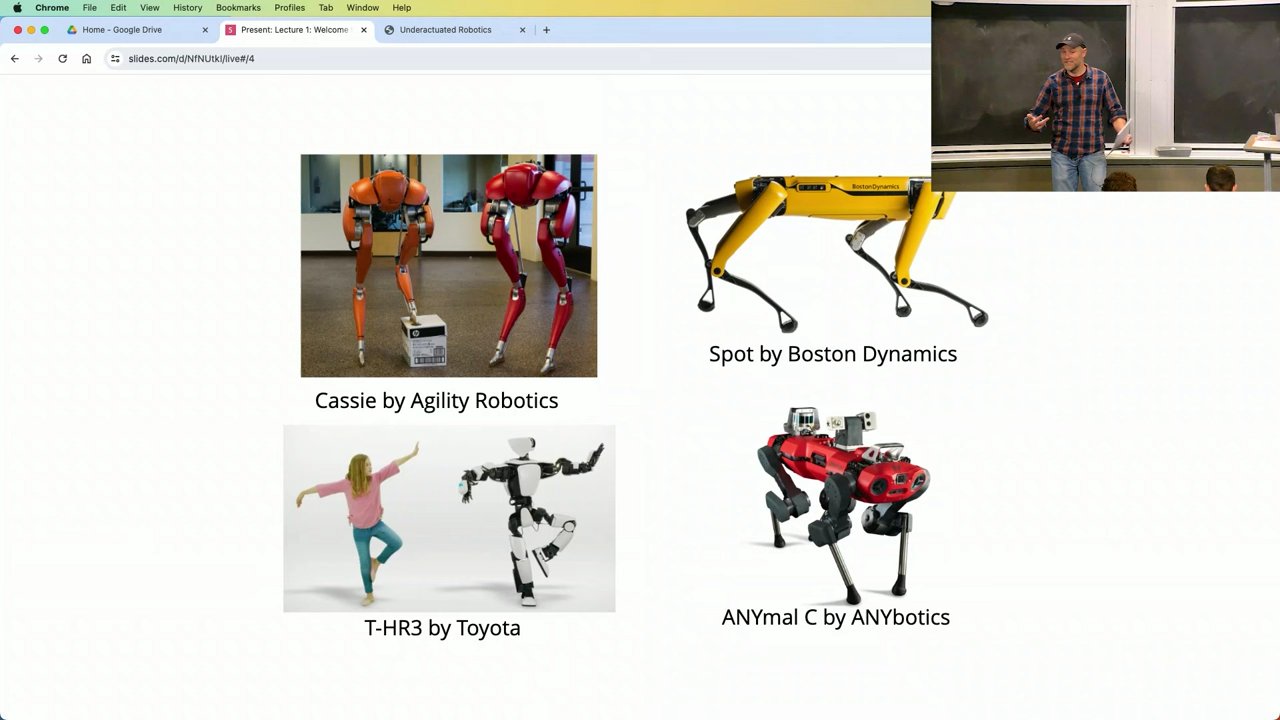 Chrome File Edit View History Bookmarks Profiles Tab Window Help
Home - Google Drive
Present: Lecture 1: Welcome
Underactuated Robotics
slides.com/d/NfNUtkI/live#/4
BostonDynamics
Spot by Boston Dynamics
hp
Cassie by Agility Robotics
T-HR3 by Toyota
ANYmal C by ANYbotics